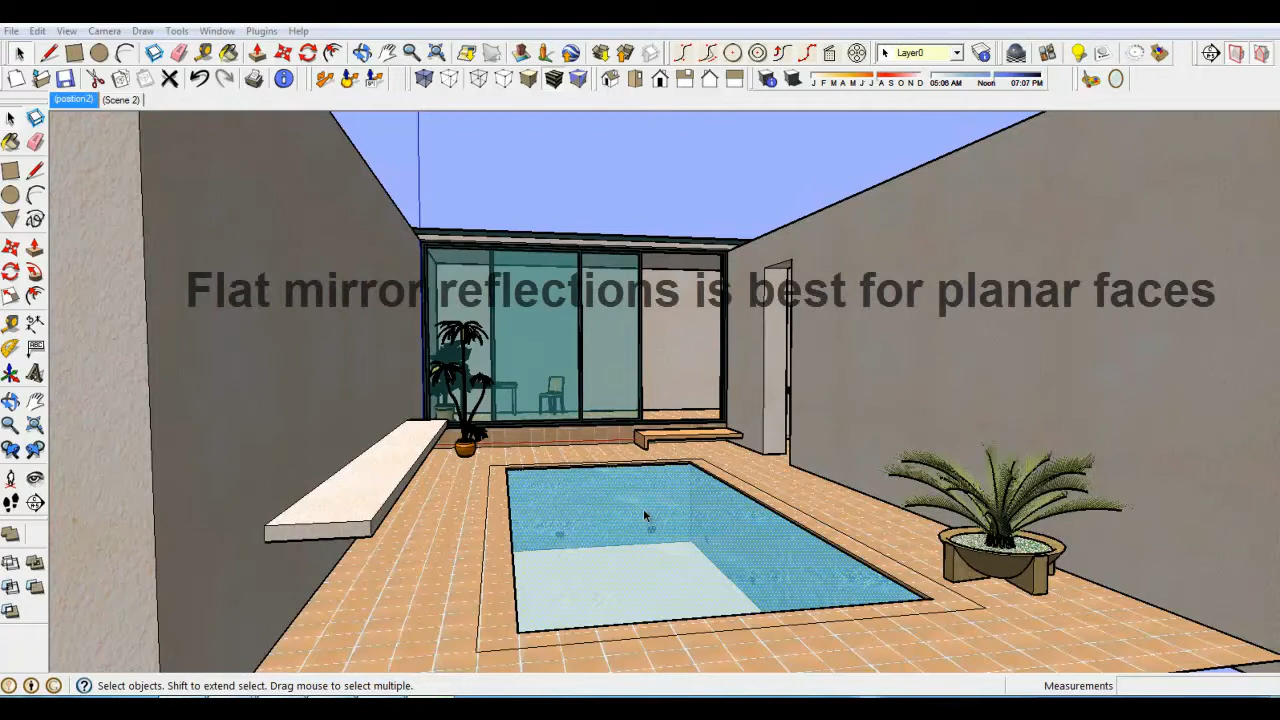 File Edit View Camera Draw Tools Window Plugins Help
Layer0
J F M A M J J A S O N D 05:06 AM Noon 07:07 PM
(position2) (Scene 2)
Flat mirror reflections is best for planar faces
ABC
Select objects. Shift to extend select. Drag mouse to select multiple.
Measurements